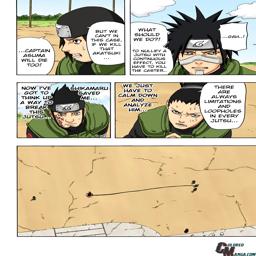 ...GAH...!
WHAT
SHOULD
WE DO?!
TO NULLIFY A
JUTSU WITH
CONTINUOUS
EFFECT, YOU
HAVE TO KILL
THE CASTER...
BUT WE
CAN'T IN
THIS CASE,
IF WE
KILL THAT
AKATSUKI...
...CAPTAIN
ASUMA
WILL DIE
TOO!
THERE ARE
ALWAYS
LIMITATIONS
AND
LOOPHOLES
IN EVERY
JUTSU...
WE JUST
HAVE TO
CALM DOWN
AND
ANALYZE
HIM...
SHIKAMARU
SAVED
ME...
NOW I'VE
GOT TO
THINK UP
A WAY TO
BREAK
THIS
JUTSU...
COLORED
MANGA.COM